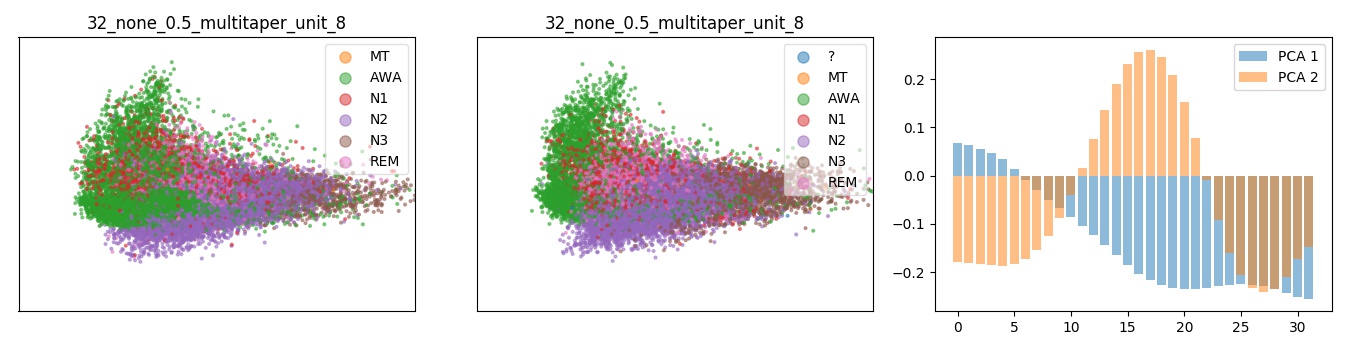 32_none_0.5_multitaper_unit_8
MT
AWA
N1
N2
N3
REM
32_none_0.5_multitaper_unit_8
?
MT
AWA
N1
N2
N3
REM
PCA 1
PCA 2
0.2
0.1
0.0
−0.1
−0.2
0
5
10
15
20
25
30